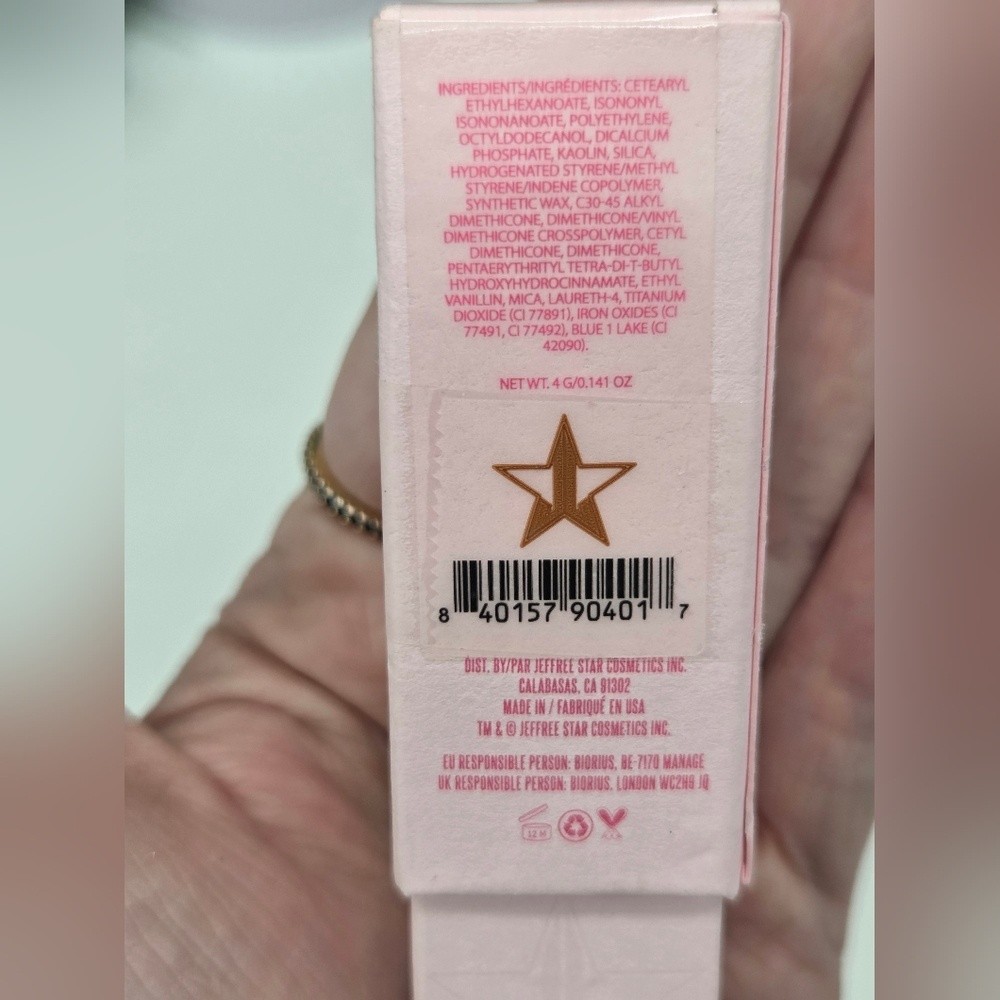 INGREDIENTS/INGRÉDIENTS: CETEARYL
ETHYLHEXANOATE, ISONONYL
ISONONANOATE, POLYETHYLENE,
OCTYLDODECANOL, DICALCIUM
PHOSPHATE, KAOLIN, SILICA,
HYDROGENATED STYRENE/METHYL
STYRENE/INDENE COPOLYMER,
SYNTHETIC WAX, C30-45 ALKYL
DIMETHICONE, DIMETHICONE/VINYL
DIMETHICONE CROSSPOLYMER, CETYL
DIMETHICONE, DIMETHICONE,
PENTAERYTHRITYL TETRA-DI-T-BUTYL
HYDROXYHYDROCINNAMATE, ETHYL
VANILLIN, MICA, LAURETH-4, TITANIUM
DIOXIDE (CI 77891), IRON OXIDES (CI
77491, CI 77492), BLUE 1 LAKE (CI
42090).
NET WT. 4 G/0.141 OZ
8 40157 90401 7
DIST. BY/PAR JEFFREE STAR COSMETICS INC.
CALABASAS, CA 91302
MADE IN / FABRIQUÉ EN USA
TM & © JEFFREE STAR COSMETICS INC.
EU RESPONSIBLE PERSON: BIORIUS, BE-7170 MANAGE
UK RESPONSIBLE PERSON: BIORIUS, LONDON WC2H9 JQ
12 M